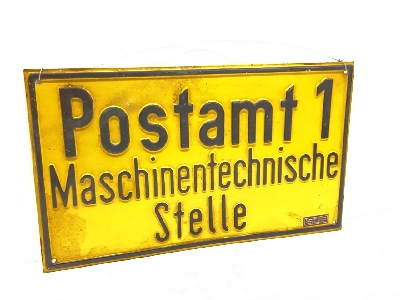 Postamt 1
Maschinentechnische
Stelle